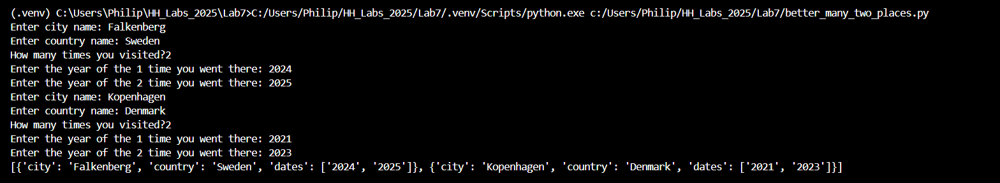 (.venv) C:\Users\Philip\HH_Labs_2025\Lab7>C:/Users/Philip/HH_Labs_2025/Lab7/.venv/Scripts/python.exe c:/Users/Philip/HH_Labs_2025/Lab7/better_many_two_places.py
Enter city name: Falkenberg
Enter country name: Sweden
How many times you visited?2
Enter the year of the 1 time you went there: 2024
Enter the year of the 2 time you went there: 2025
Enter city name: Kopenhagen
Enter country name: Denmark
How many times you visited?2
Enter the year of the 1 time you went there: 2021
Enter the year of the 2 time you went there: 2023
[{'city': 'Falkenberg', 'country': 'Sweden', 'dates': ['2024', '2025']}, {'city': 'Kopenhagen', 'country': 'Denmark', 'dates': ['2021', '2023']}]